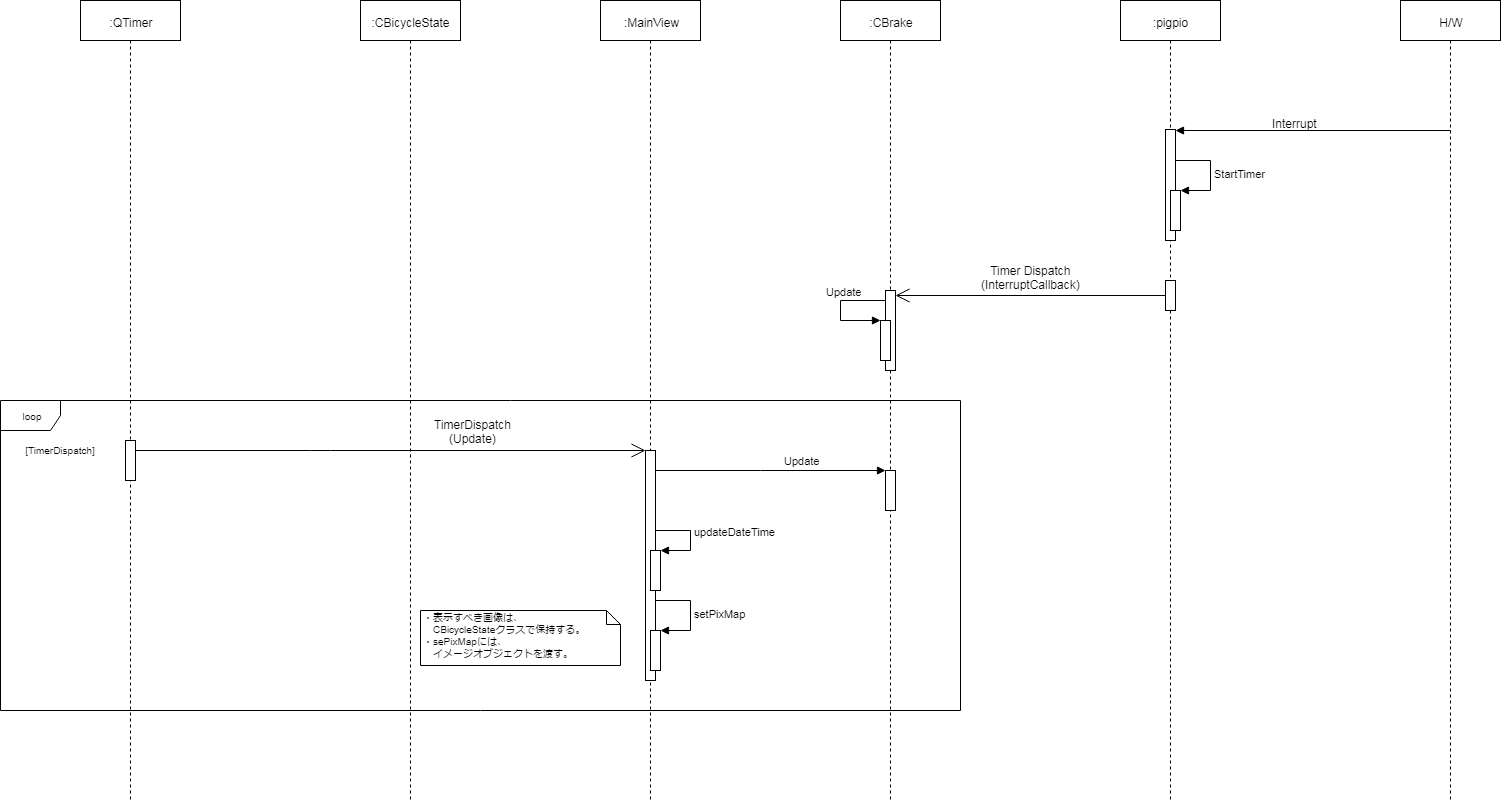 :QTimer
:CBicycleState
:MainView
:CBrake
:pigpio
H/W
Interrupt
StartTimer
Timer Dispatch
(InterruptCallback)
Update
loop
[TimerDispatch]
TimerDispatch
(Update)
Update
updateDateTime
setPixMap
・表示すべき画像は、
CBicycleStateクラスで保持する。
・sePixMapには、
イメージオブジェクトを渡す。